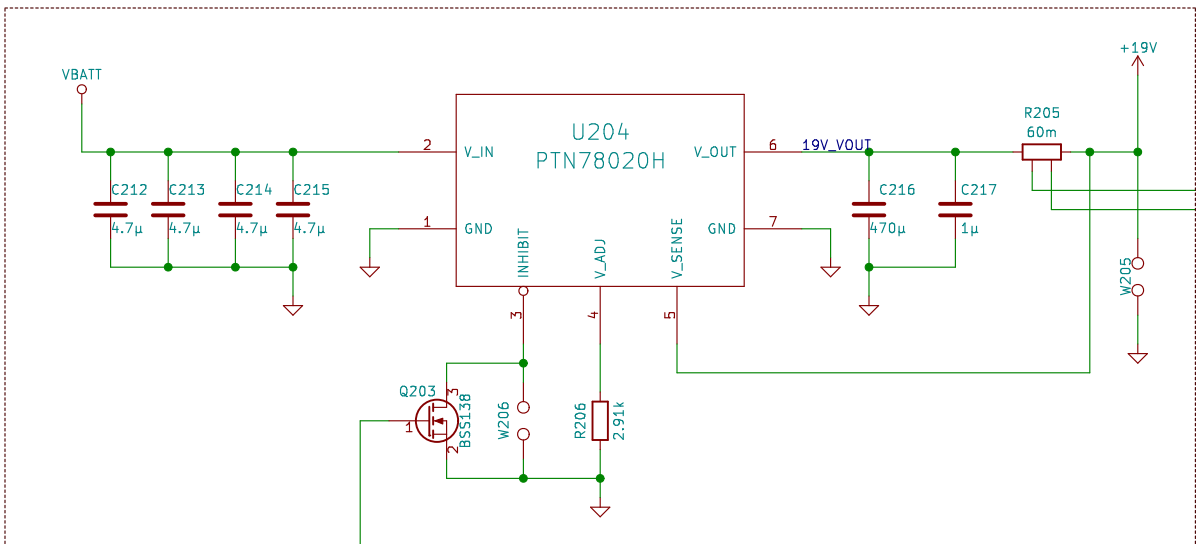 +19V
VBATT
R205
60m
U204
PTN78020H
2
V_IN
V_OUT
6
19V_VOUT
C212
C213
C214
C215
C216
C217
4.7µ
4.7µ
4.7µ
4.7µ
470µ
1µ
1
GND
GND
7
INHIBIT
V_ADJ
V_SENSE
W205
3
4
5
Q203
3
BSS138
1
2
W206
R206
2.91k